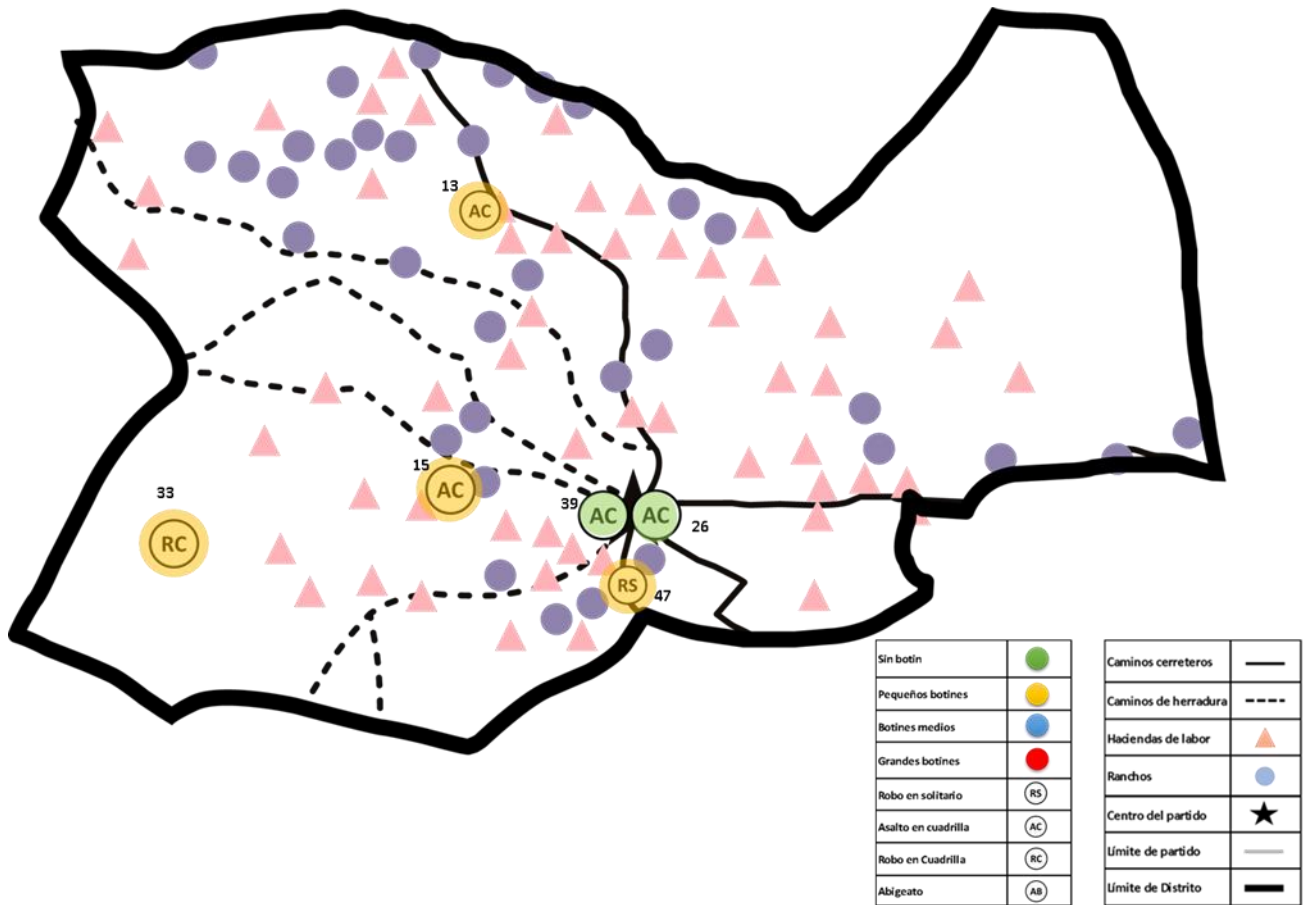 13
AC
15
AC
33
RC
39
AC
AC
26
RS
47
Sin botin
Pequeños botines
Botines medios
Grandes botines
Robo en solitario
RS
Asalto en cuadrilla
AC
Robo en Cuadrilla
RC
Abigeato
AB
Caminos cerreteros
Caminos de herradura
Haciendas de labor
Ranchos
Centro del partido
Límite de partido
Límite de Distrito